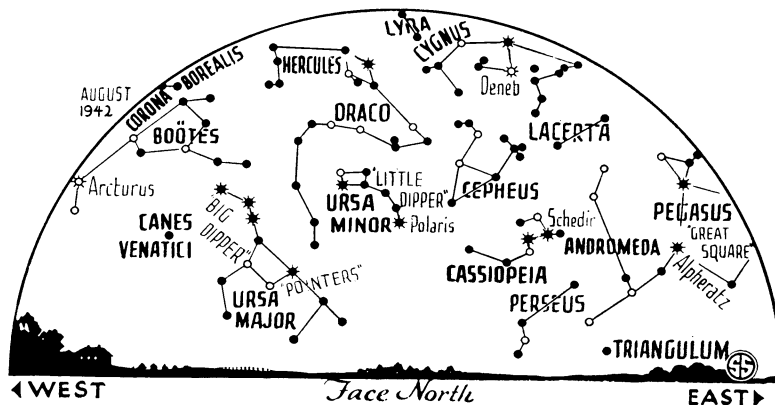 LYRA
CYGNUS
HERCULES
Deneb
CORONA BOREALIS
AUGUST
1942
BOÖTES
DRACO
LACERTA
Arcturus
"LITTLE
DIPPER"
URSA
MINOR
Polaris
CEPHEUS
BIG
DIPPER"
CANES
VENATICI
Schedir
CASSIOPEIA
ANDROMEDA
PEGASUS
"GREAT
SQUARE"
Alpheratz
"POINTERS"
URSA
MAJOR
PERSEUS
TRIANGULUM
WEST
Face North
EAST